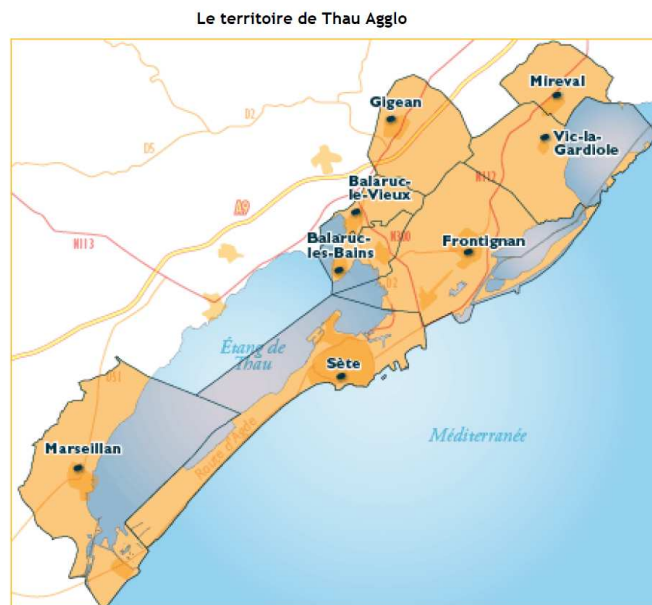 Le territoire de Thau Agglo
Mireval
Gigean
D2
Vic-la-
Gardiole
D5
N112
Balaruc-
le-Vieux
A9
N300
N113
Balaruc-
les-Bains
Frontignan
D2
Étang de
Thau
Sète
D51
Méditerranée
Marseillan
Route d'Agde